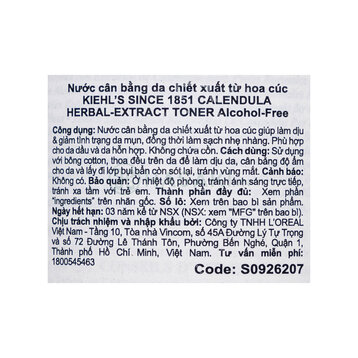 Nước cân bằng da chiết xuất từ hoa cúc
KIEHL'S SINCE 1851 CALENDULA
HERBAL-EXTRACT TONER Alcohol-Free
Công dụng: Nước cân bằng da chiết xuất từ hoa cúc giúp làm dịu
& giảm tình trạng da mụn, đồng thời làm sạch nhẹ nhàng. Phù hợp
cho da dầu và da hỗn hợp. Không chứa cồn. Cách dùng: Sử dụng
với bông cotton, thoa đều trên da để làm dịu da, cân bằng độ ẩm
cho da và lấy đi lớp bụi bẩn còn sót lại, tránh vùng mắt. Cảnh báo:
Không có. Bảo quản: Ở nhiệt độ phòng, tránh ánh sáng trực tiếp,
tránh xa tầm với trẻ em. Thành phần đầy đủ: Xem phần
"ingredients" trên nhãn gốc. Số lô: Xem trên bao bì sản phẩm.
Ngày hết hạn: 03 năm kể từ NSX (NSX: xem "MFG" trên bao bì).
Chịu trách nhiệm và nhập khẩu bởi: Công ty TNHH L'OREAL
Việt Nam - Tầng 10, Tòa nhà Vincom, số 45A Đường Lý Tự Trọng
và số 72 Đường Lê Thánh Tôn, Phường Bến Nghé, Quận 1,
Thành phố Hồ Chí Minh, Việt Nam. Tư vấn miễn phí:
1800545463
Code: S0926207